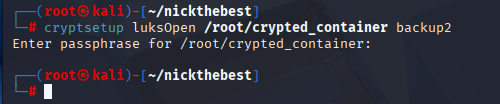 ┌──(root㉿kali)-[~/nickthebest]
└─# cryptsetup luksOpen /root/crypted_container backup2
Enter passphrase for /root/crypted_container:
┌──(root㉿kali)-[~/nickthebest]
└─#